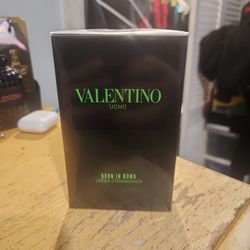 VALENTINO
UOMO
BORN IN ROMA
GREEN STRAVAGANZA